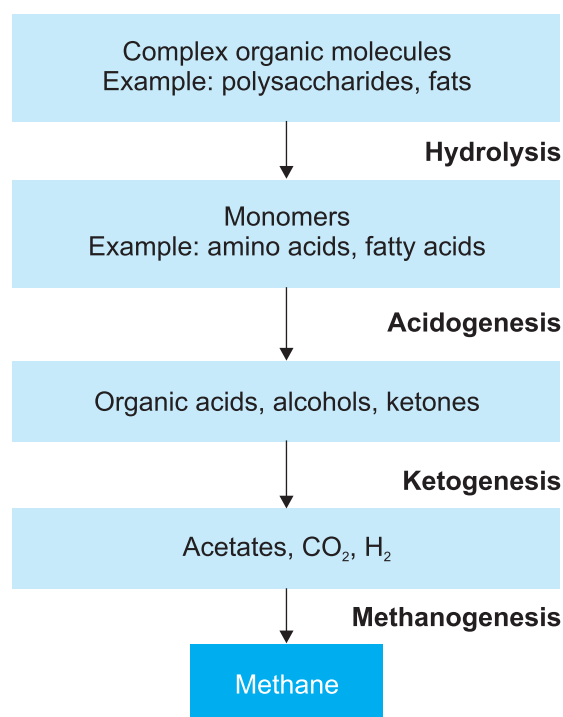 Complex organic molecules
Example: polysaccharides, fats
Hydrolysis
Monomers
Example: amino acids, fatty acids
Acidogenesis
Organic acids, alcohols, ketones
Ketogenesis
Acetates, CO₂, H₂
Methanogenesis
Methane